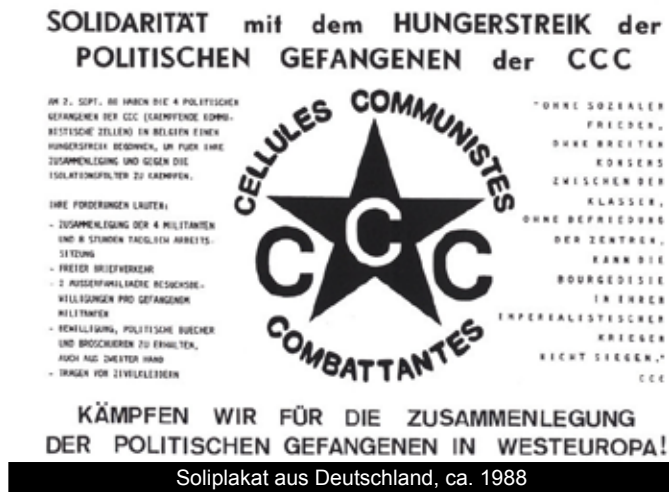 SOLIDARITÄT mit dem HUNGERSTREIK der
POLITISCHEN GEFANGENEN der CCC
AM 2. SEPT. 88 HABEN DIE 4 POLITISCHEN
GEFANGENEN DER CCC (KAEMPFENDE KOMMU-
NISTISCHE ZELLEN) IN BELGIEN EINEN
HUNGERSTREIK BEGONNEN, UM FUER IHRE
ZUSAMMENLEGUNG UND GEGEN DIE
ISOLATIONSFOLTER ZU KAEMPFEN.
IHRE FORDERUNGEN LAUTEN:
- ZUSAMMENLEGUNG DER 4 MILITANTEN
UND 8 STUNDEN TAEGLICH ARBEITS-
SITZUNG
- FREIER BRIEFVERKEHR
- 2 AUSSERFAMILIAERE BESUCHSBE-
WILLIGUNGEN PRO GEFANGENEM
MILITANTEN
- BEWILLIGUNG, POLITISCHE BUECHER
UND BROSCHUEREN ZU ERHALTEN,
AUCH AUS ZWEITER HAND
- TRAGEN VON ZIVILKLEIDERN
CELLULES COMMUNISTES
C C C
COMBATTANTES
"OHNE SOZIALEN
FRIEDEN,
OHNE BREITEN
KONSENS
ZWISCHEN DEN
KLASSEN,
OHNE BEFRIEDUNG
DER ZENTREN,
KANN DIE
BOURGEOISIE
IN IHREN
IMPERIALISTISCHEN
KRIEGEN
NICHT SIEGEN."
CCC
KÄMPFEN WIR FÜR DIE ZUSAMMENLEGUNG
DER POLITISCHEN GEFANGENEN IN WESTEUROPA!
Soliplakat aus Deutschland, ca. 1988